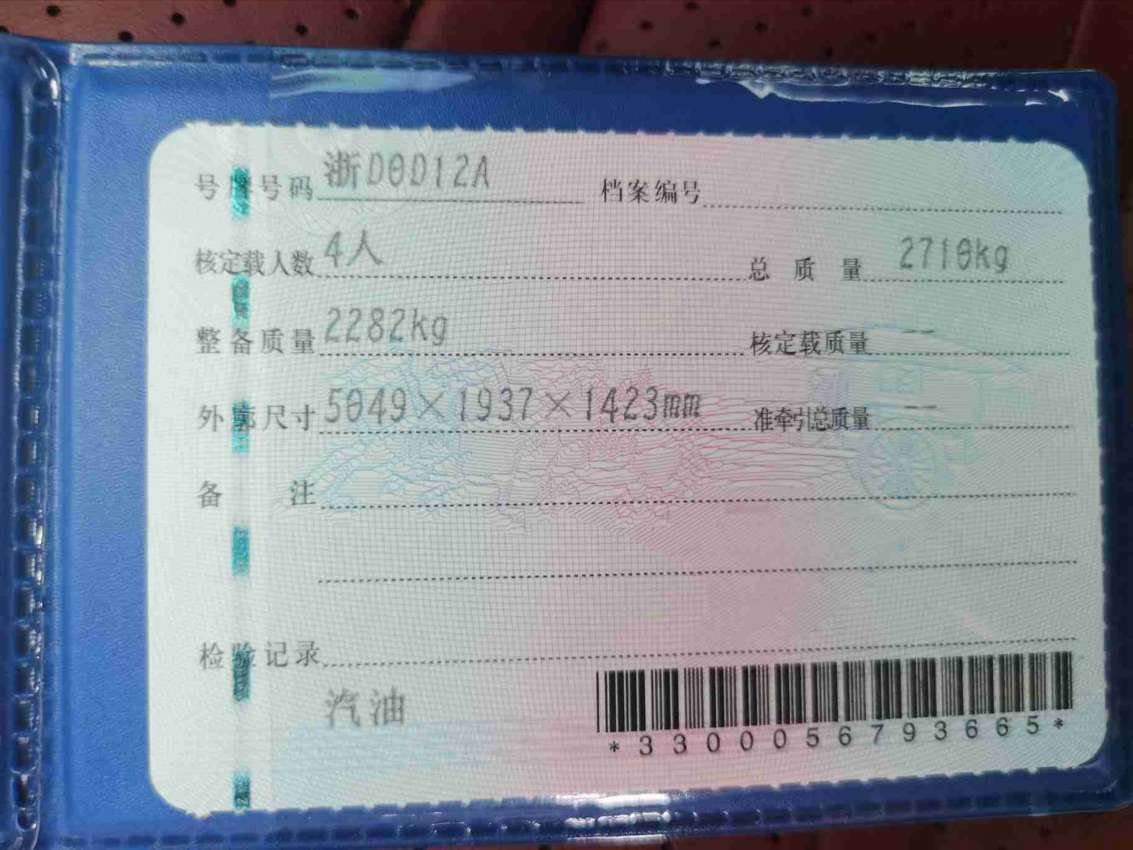 号牌号码 浙D0D12A 档案编号
核定载人数 4人 总质量 2710kg
整备质量 2282kg 核定载质量 --
外廓尺寸 5049×1937×1423mm 准牵引总质量 --
备注
检验记录
汽油
*3300056793665*